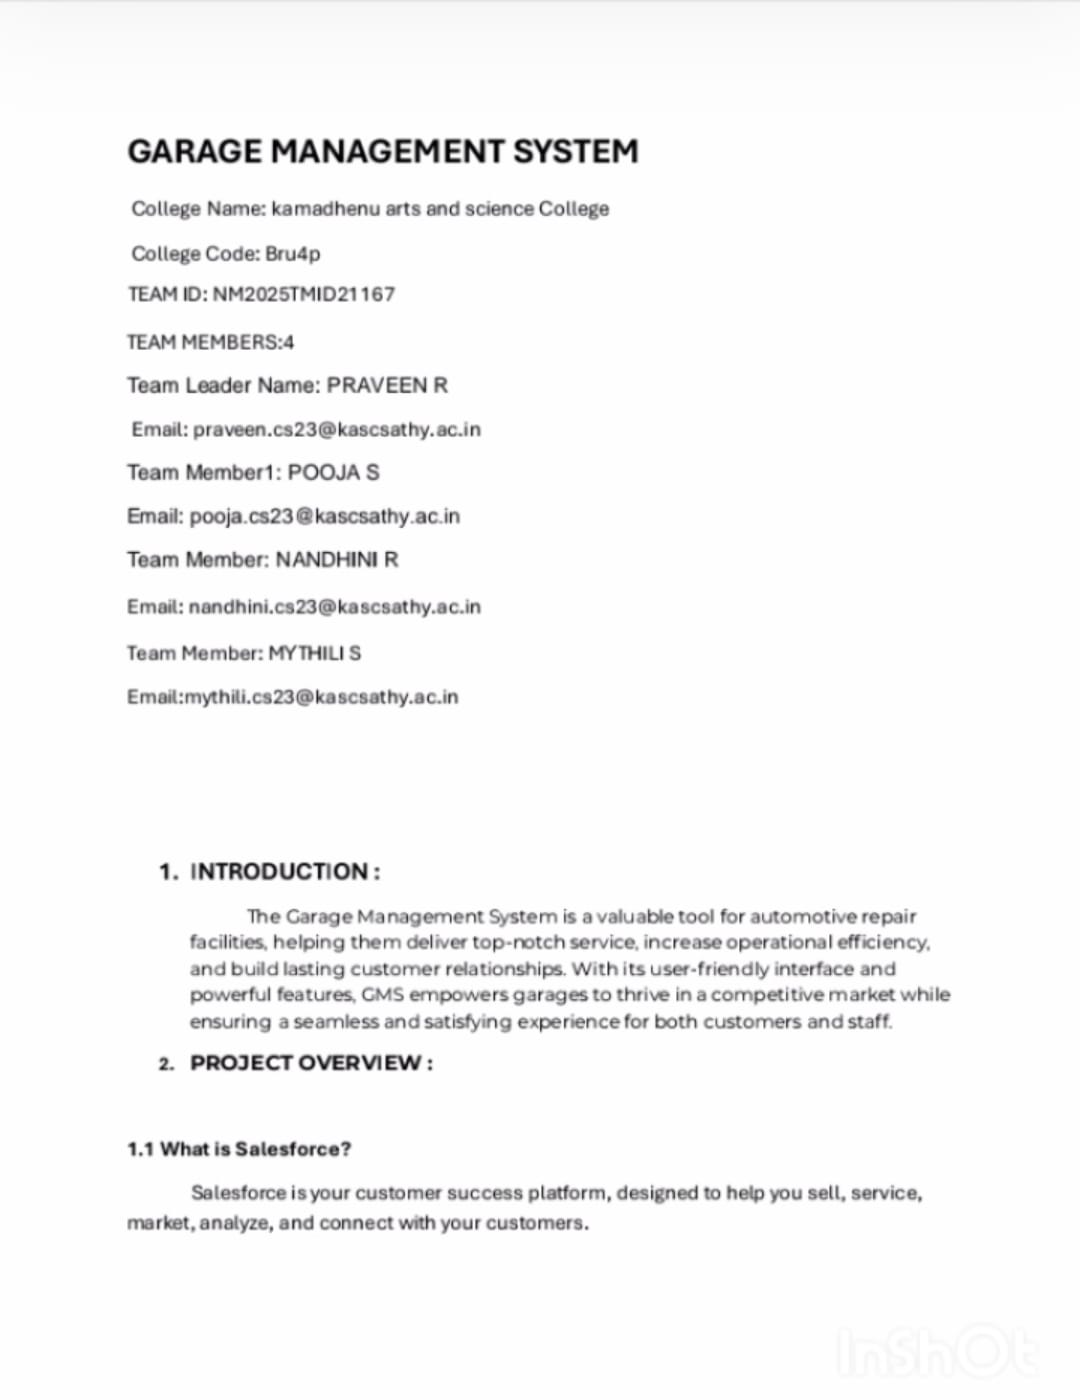 GARAGE MANAGEMENT SYSTEM
College Name: kamadhenu arts and science College
College Code: Bru4p
TEAM ID: NM2025TMID21167
TEAM MEMBERS:4
Team Leader Name: PRAVEEN R
Email: praveen.cs23@kascsathy.ac.in
Team Member1: POOJA S
Email: pooja.cs23@kascsathy.ac.in
Team Member: NANDHINI R
Email: nandhini.cs23@kascsathy.ac.in
Team Member: MYTHILI S
Email:mythili.cs23@kascsathy.ac.in
1. INTRODUCTION :
The Garage Management System is a valuable tool for automotive repair
facilities, helping them deliver top-notch service, increase operational efficiency,
and build lasting customer relationships. With its user-friendly interface and
powerful features, GMS empowers garages to thrive in a competitive market while
ensuring a seamless and satisfying experience for both customers and staff.
2. PROJECT OVERVIEW :
1.1 What is Salesforce?
Salesforce is your customer success platform, designed to help you sell, service,
market, analyze, and connect with your customers.
InShOt